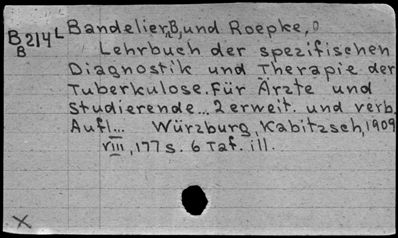 BB214L
Bandelier, B, und Roepke, O
Lehrbuch der spezifischen
Diagnostik und Therapie der
Tuberkulose. Für Ärzte und
Studierende... 2 erweit. und verb.
Aufl... Würzburg, Kabitzsch, 1909
VIII, 177 s. 6 Taf. ill.
X